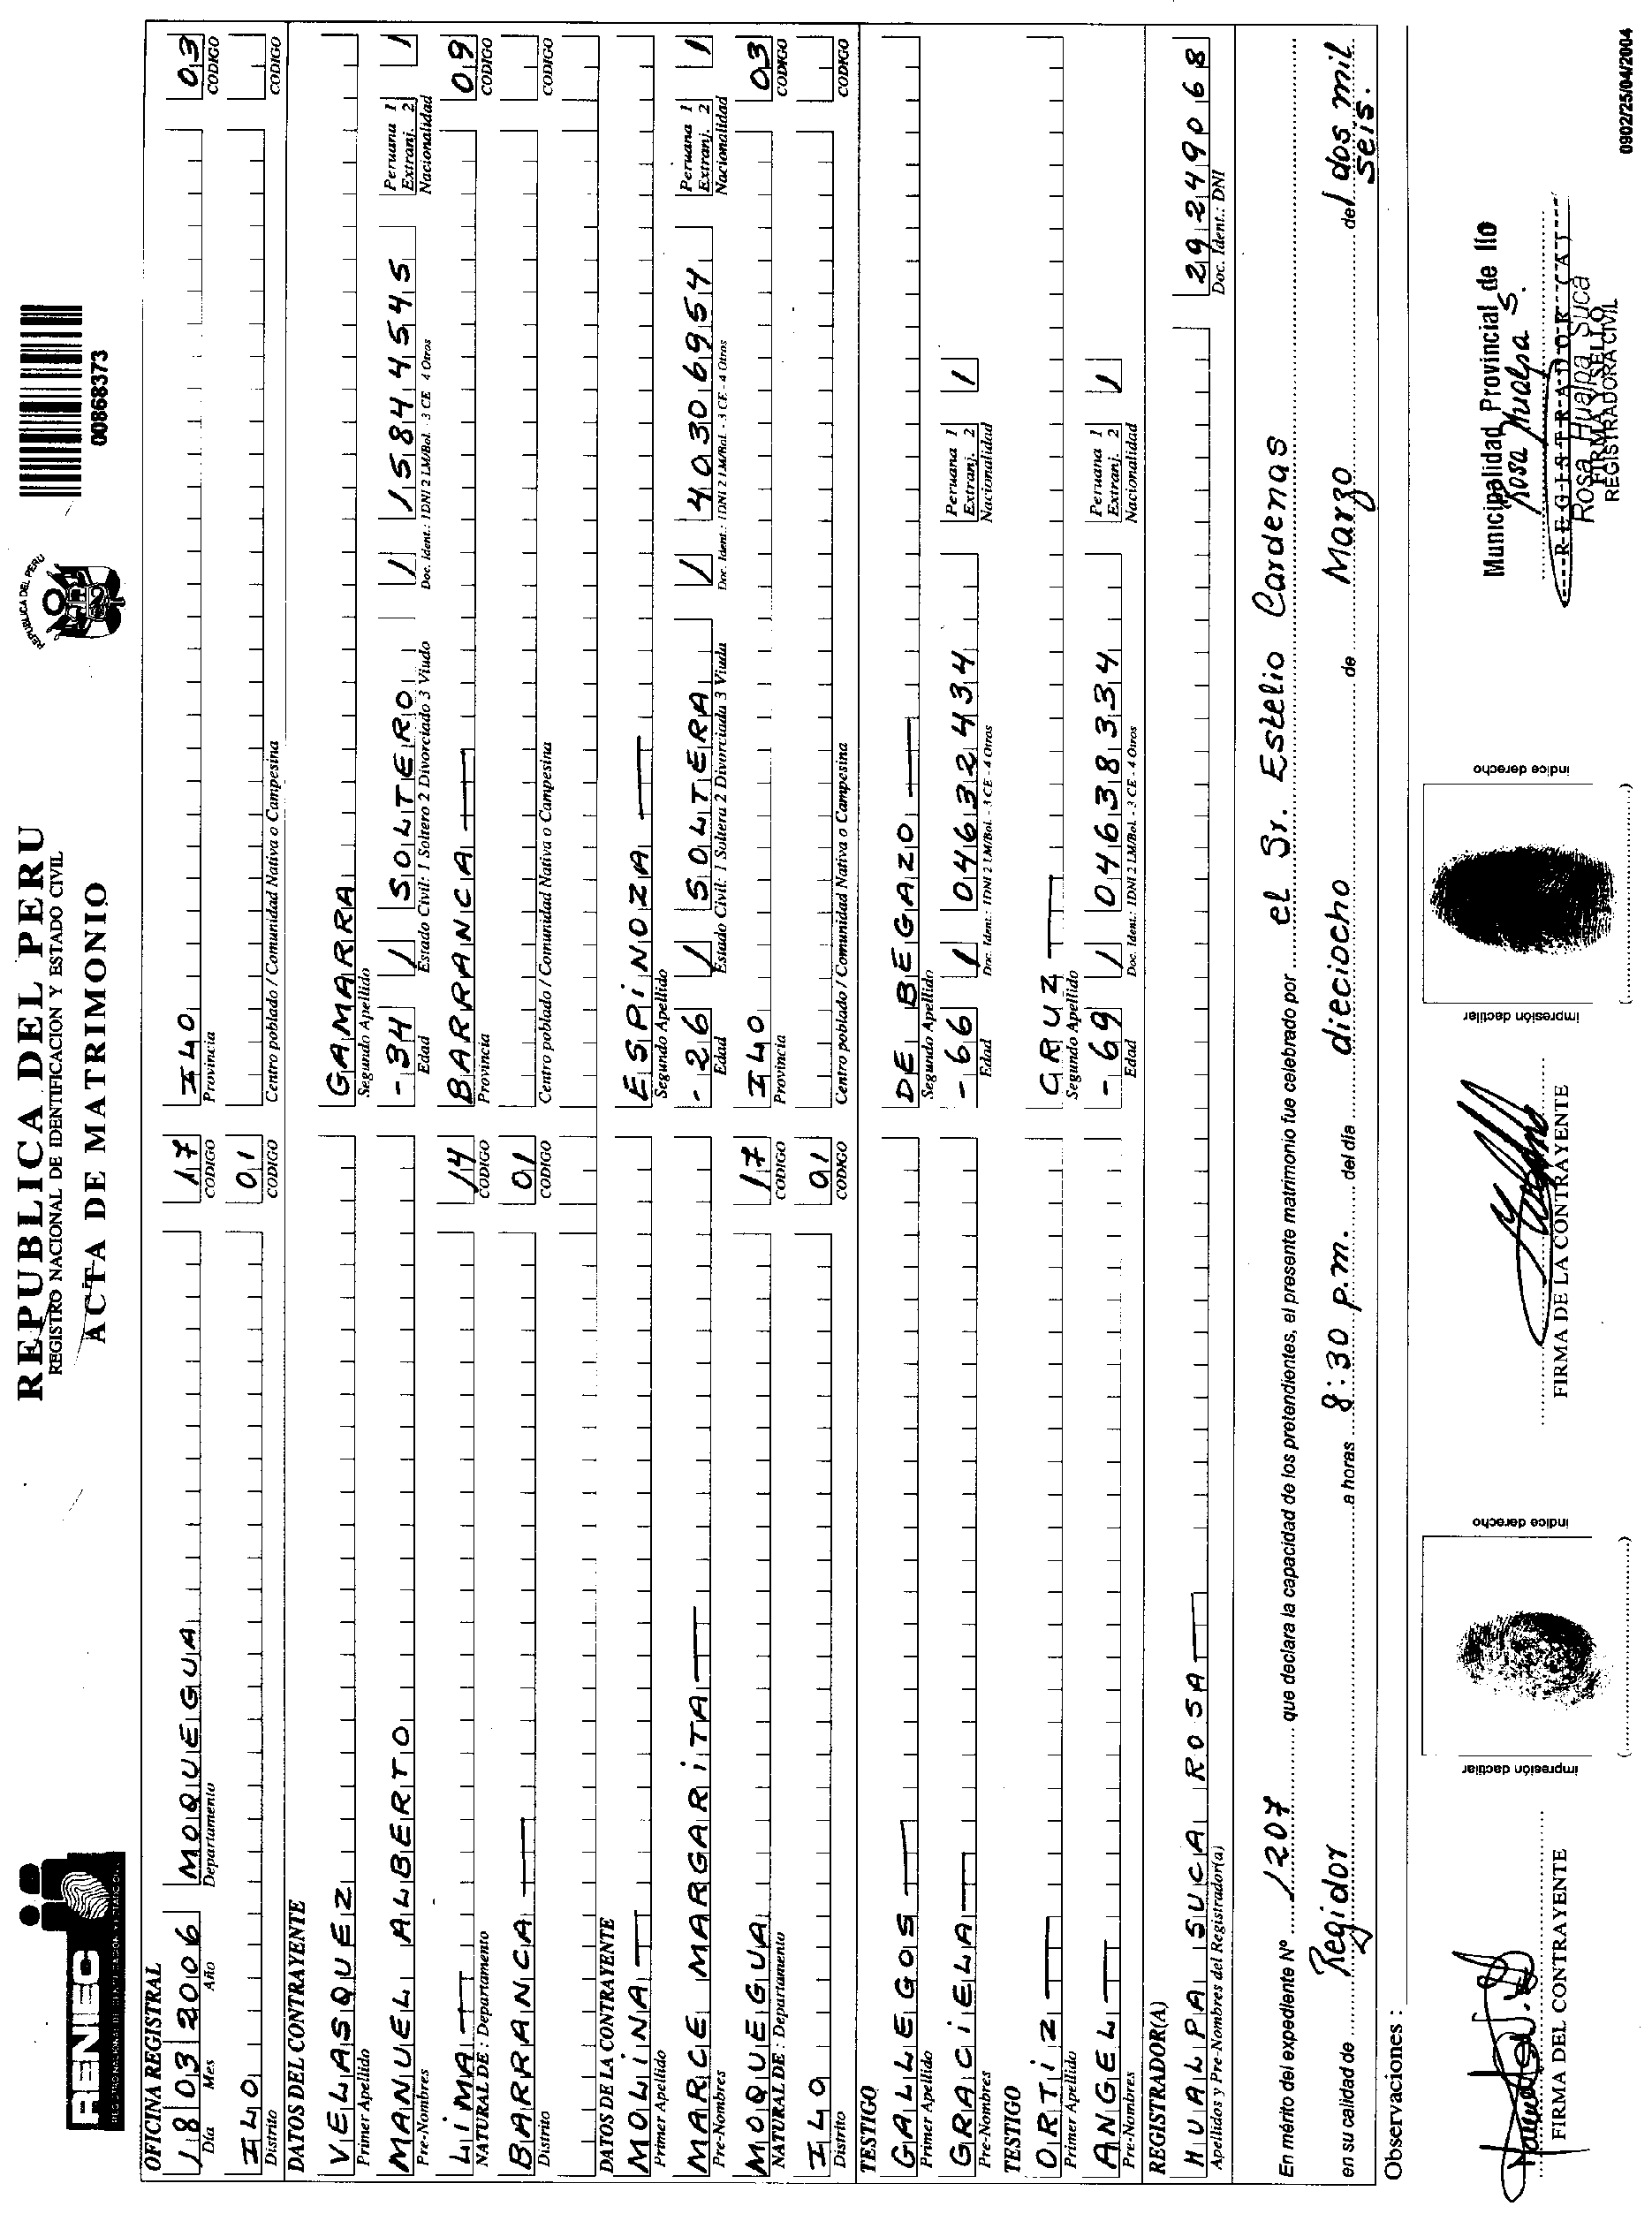 RENIEC
REGISTRO NACIONAL DE IDENTIFICACION Y ESTADO CIVIL
REPUBLICA DEL PERU
REGISTRO NACIONAL DE IDENTIFICACION Y ESTADO CIVIL
ACTA DE MATRIMONIO
REPUBLICA DEL PERU
00868373
OFICINA REGISTRAL
18 03 2006 MOQUEGUA 17 ILO 03
Dia Mes Año Departamento CODIGO Provincia CODIGO
ILO 01
Distrito CODIGO Centro poblado / Comunidad Nativa o Campesina CODIGO
DATOS DEL CONTRAYENTE
VELASQUEZ GAMARRA
Primer Apellido Segundo Apellido
MANUEL ALBERTO -34 1 SOLTERO 1 15844545 Peruana 1 Extranj. 2 1
Pre-Nombres Edad Estado Civil: 1 Soltero 2 Divorciado 3 Viudo Doc. Ident.: 1DNI 2 LM/Bol. - 3 CE 4 Otros Nacionalidad
LIMA 14 BARRANCA 09
NATURAL DE : Departamento CODIGO Provincia CODIGO
BARRANCA 01
Distrito CODIGO Centro poblado / Comunidad Nativa o Campesina CODIGO
DATOS DE LA CONTRAYENTE
MOLiNA ESPiNOZA
Primer Apellido Segundo Apellido
MARCE MARGARiTA -26 1 SOLTERA 1 40306954 Peruana 1 Extranj. 2 1
Pre-Nombres Edad Estado Civil: 1 Soltera 2 Divorciada 3 Viuda Doc. Ident.: 1DNI 2 LM/Bol. - 3 CE - 4 Otros Nacionalidad
MOQUEGUA 17 ILO 03
NATURAL DE : Departamento CODIGO Provincia CODIGO
ILO 01
Distrito CODIGO Centro poblado / Comunidad Nativa o Campesina CODIGO
TESTIGO
GALLEGOS DE BEGAZO
Primer Apellido Segundo Apellido
GRACiELA -66 1 04632434 Peruana 1 Extranj. 2 1
Pre-Nombres Edad Doc. Ident.: 1DNI 2 LM/Bol. - 3 CE - 4 Otros Nacionalidad
TESTIGO
ORTiZ CRUZ
Primer Apellido Segundo Apellido
ANGEL -69 1 04638334 Peruana 1 Extranj. 2 1
Pre-Nombres Edad Doc. Ident.: 1DNI 2 LM/Bol. - 3 CE - 4 Otros Nacionalidad
REGISTRADOR(A)
HUALPA SUCA ROSA 29249068
Apellidos y Pre-Nombres del Registrador(a) Doc. Ident.: DNI
En mérito del expediente Nº 1207 que declara la capacidad de los pretendientes, el presente matrimonio fue celebrado por el Sr. Estelio Cardenas
en su calidad de Regidor a horas 8:30 p.m. del día dieciocho de Marzo del dos mil seis.
Observaciones :
FIRMA DEL CONTRAYENTE
impresión dactilar
indice derecho
FIRMA DE LA CONTRAYENTE
impresión dactilar
indice derecho
Municipalidad Provincial de Ilo
Rosa Hualpa S.
REGISTRADOR (A)
Rosa Hualpa Suca
FIRMA Y SELLO
REGISTRADORA CIVIL
0902/25/04/2004